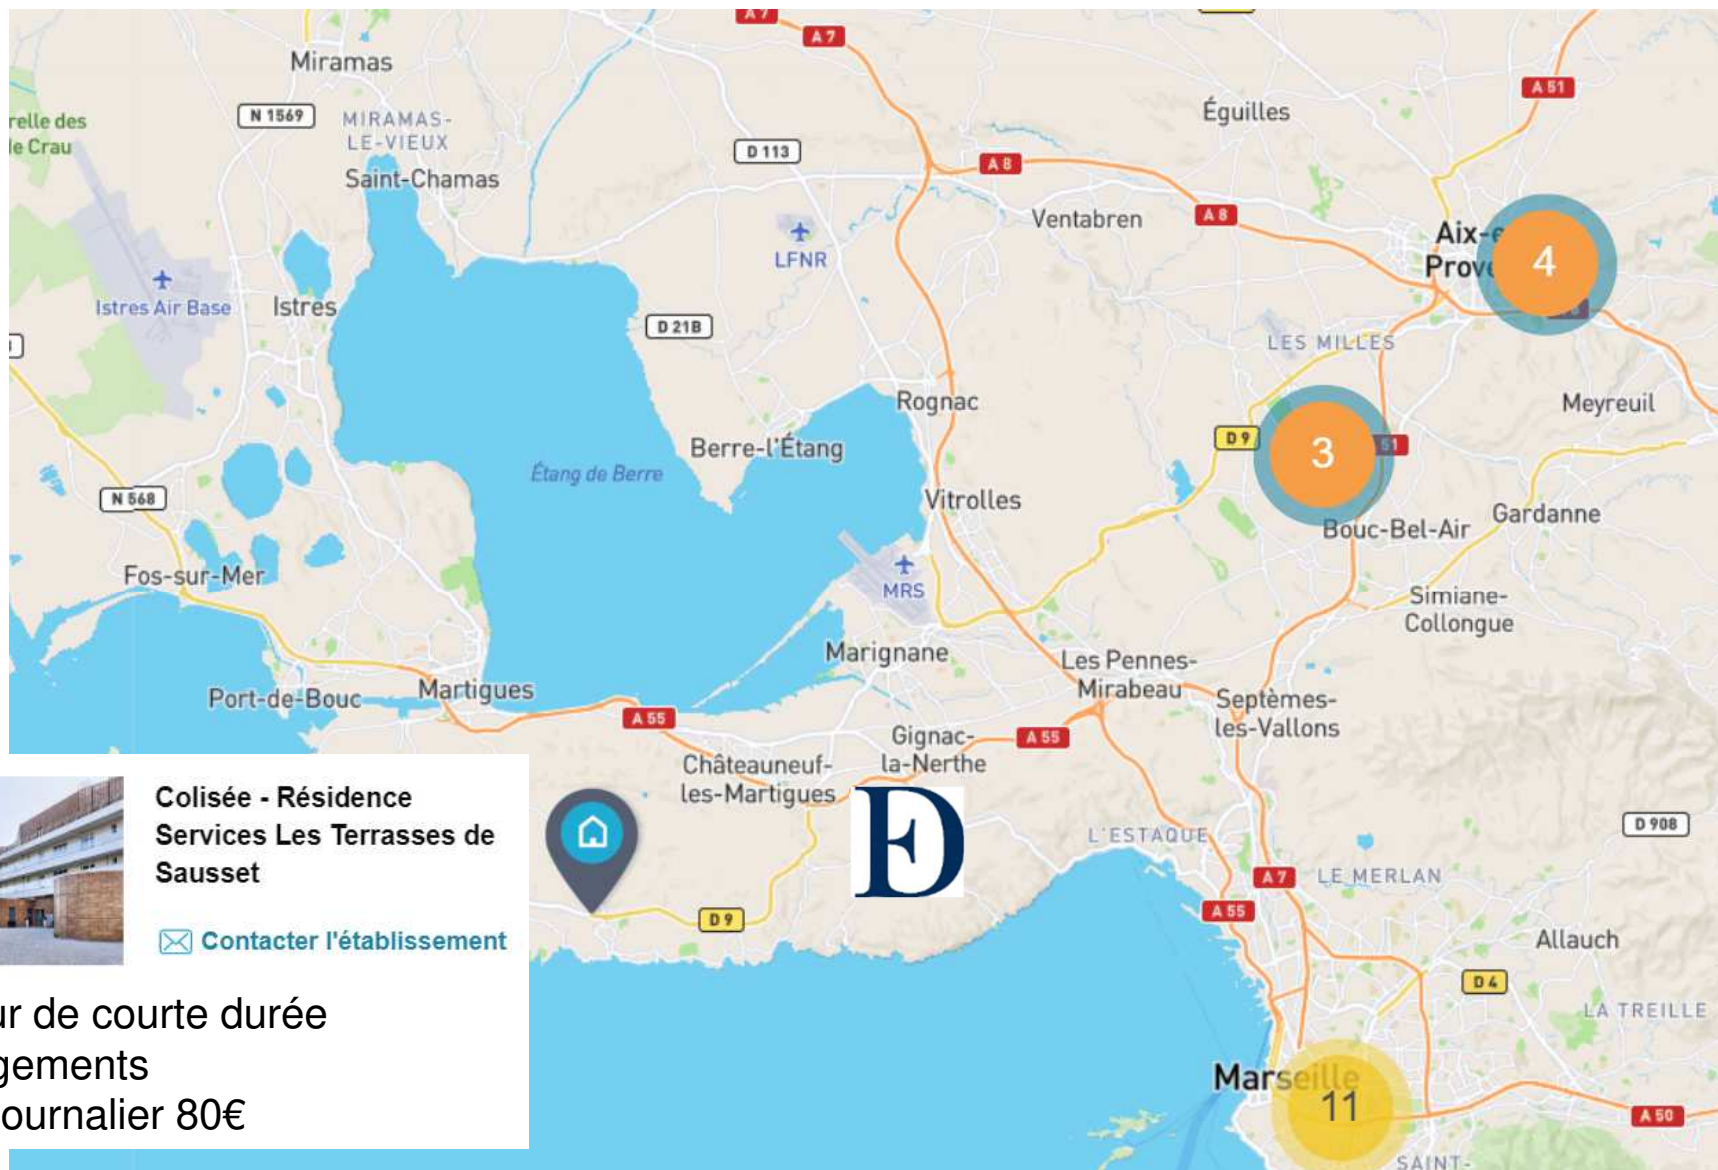 A 7
A 7
Miramas
A 51
N 1569
MIRAMAS-
LE-VIEUX
Éguilles
relle des
le Crau
D 113
A 8
Saint-Chamas
Ventabren
A 8
LFNR
Aix-e
Prove
4
Istres Air Base
Istres
D 21B
LES MILLES
Rognac
Meyreuil
Berre-l'Étang
D 9
3
51
Étang de Berre
N 568
Vitrolles
Gardanne
Bouc-Bel-Air
Fos-sur-Mer
MRS
Simiane-
Collongue
Marignane
Les Pennes-
Mirabeau
Port-de-Bouc
Martigues
Septèmes-
les-Vallons
A 55
Gignac-
la-Nerthe
A 55
Châteauneuf-
les-Martigues
Colisée - Résidence
Services Les Terrasses de
Sausset
Contacter l'établissement
ur de courte durée
gements
ournalier 80€
L'ESTAQUE
D 908
A 7
LE MERLAN
D 9
A 55
Allauch
D 4
LA TREILLE
Marseille
11
A 50
SAINT-